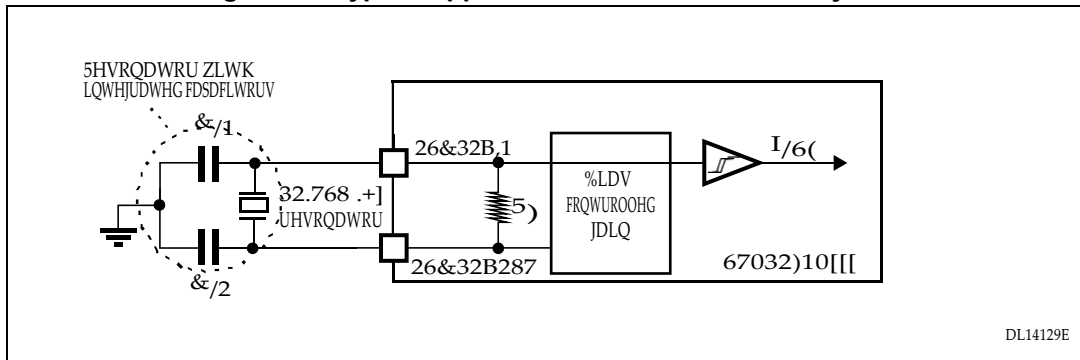 5HVRQDWRU ZLWK
LQWHJUDWHG FDSDFLWRUV
&/1
26&32B,1
I/6(
%LDV
FRQWUROOHG
JDLQ
32.768 .+]
UHVRQDWRU
5)
26&32B287
67032)10[[[
&/2
DL14129E